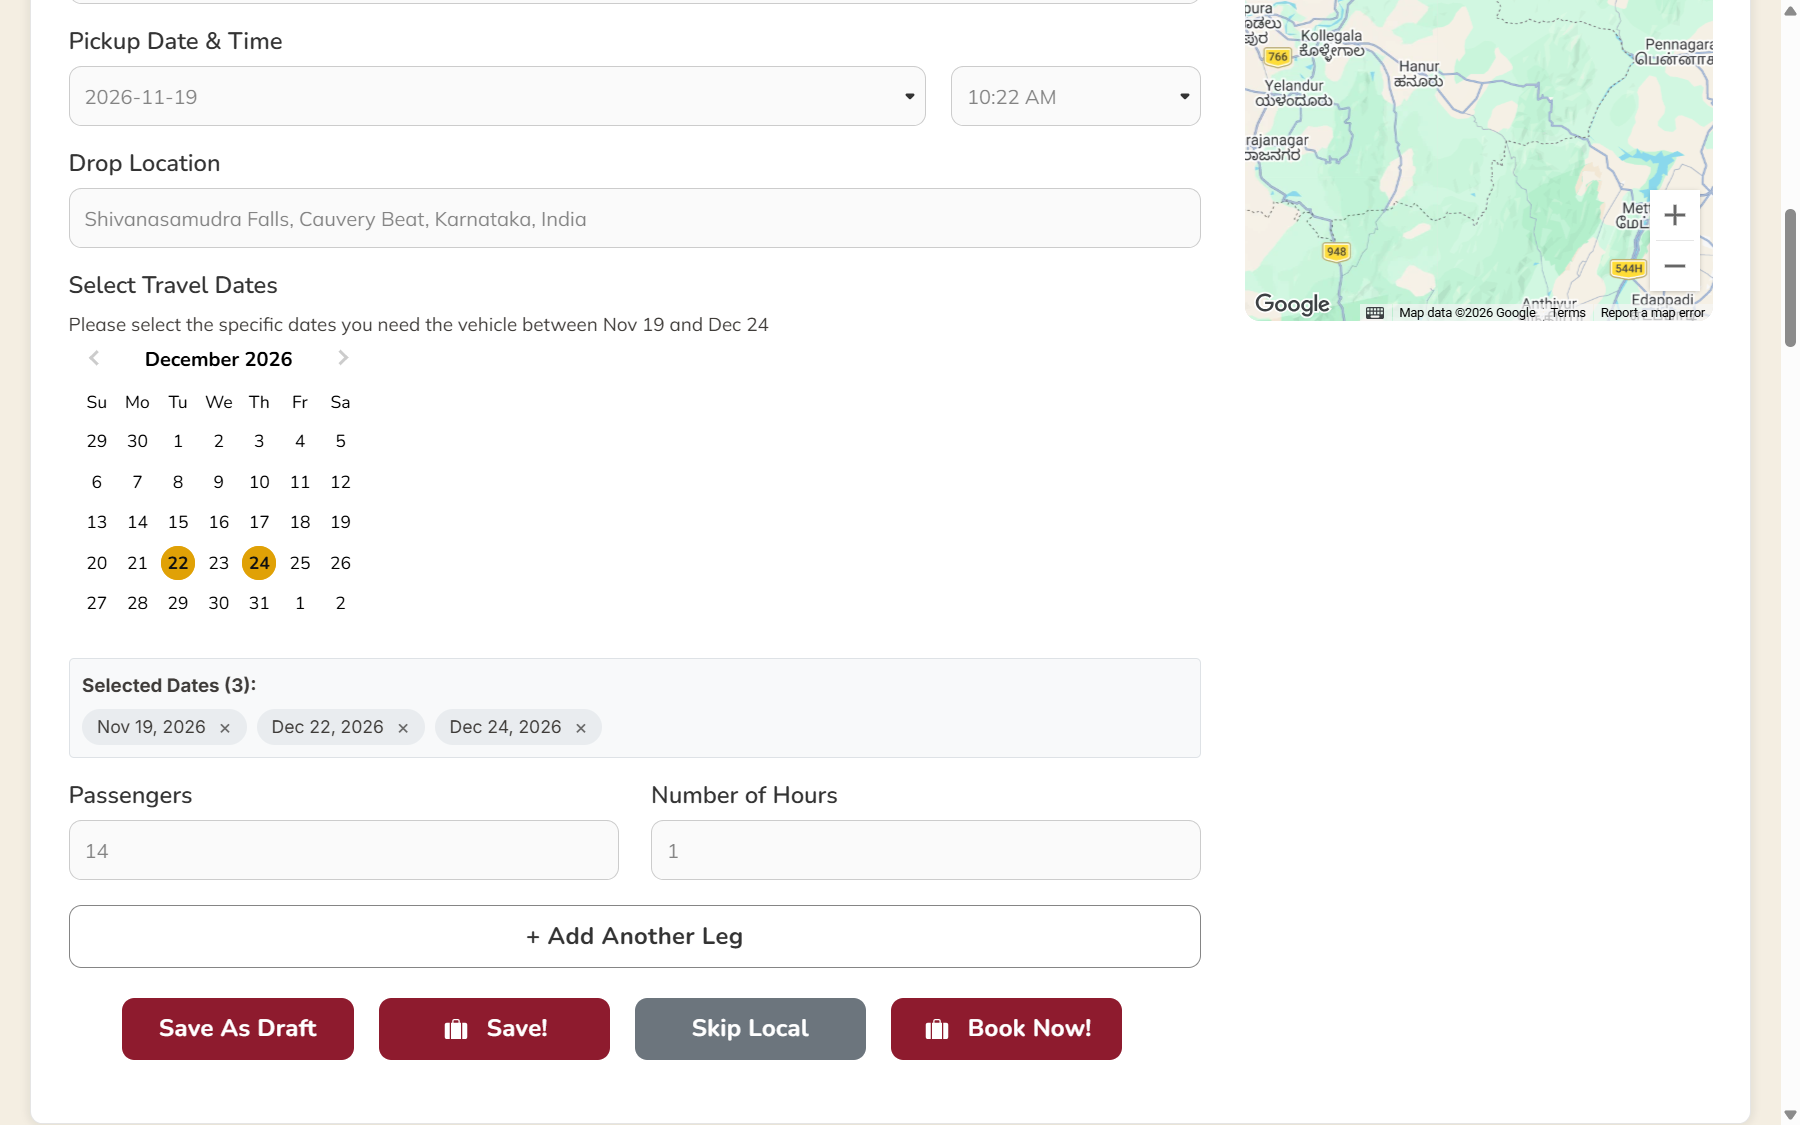 Pickup Date & Time
2026-11-19
10:22 AM
Drop Location
Shivanasamudra Falls, Cauvery Beat, Karnataka, India
Select Travel Dates
Please select the specific dates you need the vehicle between Nov 19 and Dec 24
December 2026
Su Mo Tu We Th Fr Sa
29 30 1 2 3 4 5
6 7 8 9 10 11 12
13 14 15 16 17 18 19
20 21 22 23 24 25 26
27 28 29 30 31 1 2
Selected Dates (3):
Nov 19, 2026 × Dec 22, 2026 × Dec 24, 2026 ×
Passengers
14
Number of Hours
1
+ Add Another Leg
Save As Draft
Save!
Skip Local
Book Now!
Kollegala
ಕೊಳ್ಳೇಗಾಲ
766
Hanur
ಹನೂರು
Yelandur
ಯಳಂದೂರು
Pennagara
பென்னாக
rajanagar
ರಾಜನಗರ
948
544H
Edappadi
Anthiyur
Google
Map data ©2026 Google
Terms
Report a map error